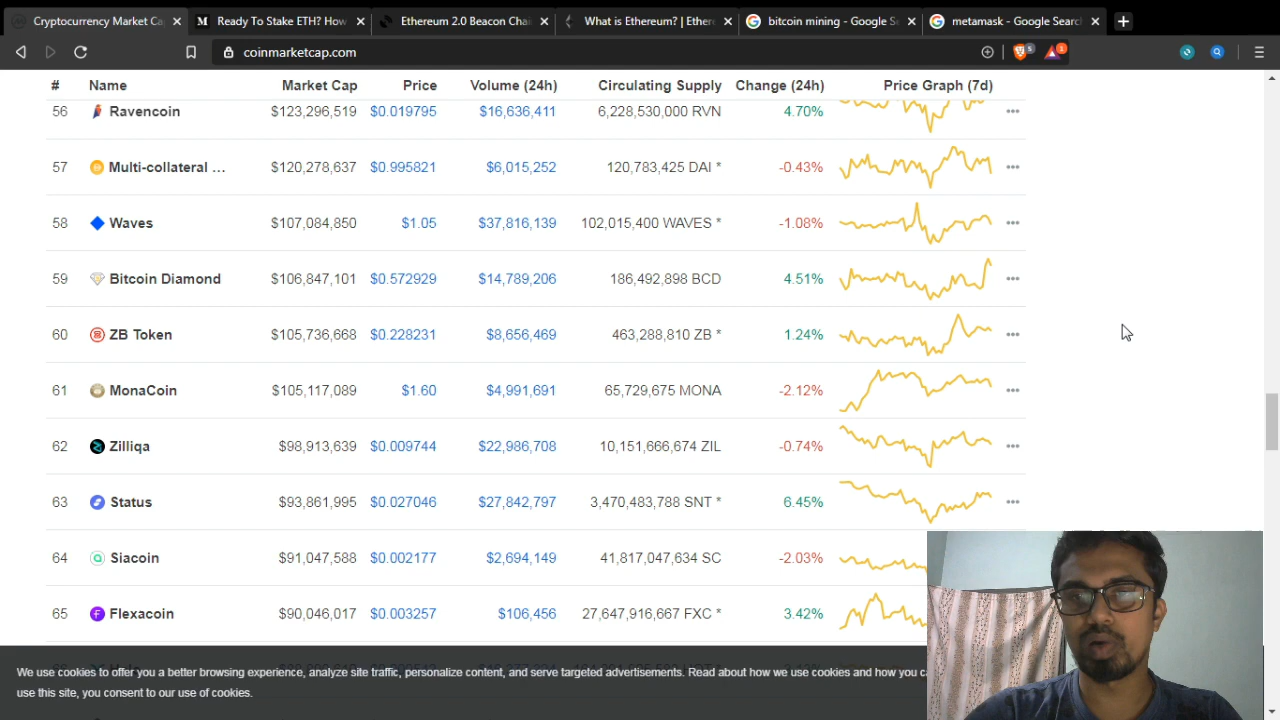 Cryptocurrency Market Ca
Ready To Stake ETH? How
Ethereum 2.0 Beacon Chai
What is Ethereum? | Ether
bitcoin mining - Google S
metamask - Google Searc
coinmarketcap.com
5
1
# Name Market Cap Price Volume (24h) Circulating Supply Change (24h) Price Graph (7d)
56 Ravencoin $123,296,519 $0.019795 $16,636,411 6,228,530,000 RVN 4.70%
57 Multi-collateral ... $120,278,637 $0.995821 $6,015,252 120,783,425 DAI * -0.43%
58 Waves $107,084,850 $1.05 $37,816,139 102,015,400 WAVES * -1.08%
59 Bitcoin Diamond $106,847,101 $0.572929 $14,789,206 186,492,898 BCD 4.51%
60 ZB Token $105,736,668 $0.228231 $8,656,469 463,288,810 ZB * 1.24%
61 MonaCoin $105,117,089 $1.60 $4,991,691 65,729,675 MONA -2.12%
62 Zilliqa $98,913,639 $0.009744 $22,986,708 10,151,666,674 ZIL -0.74%
63 Status $93,861,995 $0.027046 $27,842,797 3,470,483,788 SNT * 6.45%
64 Siacoin $91,047,588 $0.002177 $2,694,149 41,817,047,634 SC -2.03%
65 Flexacoin $90,046,017 $0.003257 $106,456 27,647,916,667 FXC * 3.42%
We use cookies to offer you a better browsing experience, analyze site traffic, personalize content, and serve targeted advertisements. Read about how we use cookies and how you
use this site, you consent to our use of cookies.